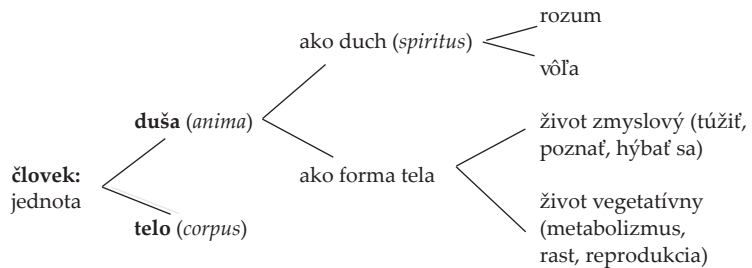 rozum
ako duch (spiritus)
vôľa
duša (anima)
život zmyslový (túžiť,
poznať, hýbať sa)
človek:
jednota
ako forma tela
telo (corpus)
život vegetatívny
(metabolizmus,
rast, reprodukcia)